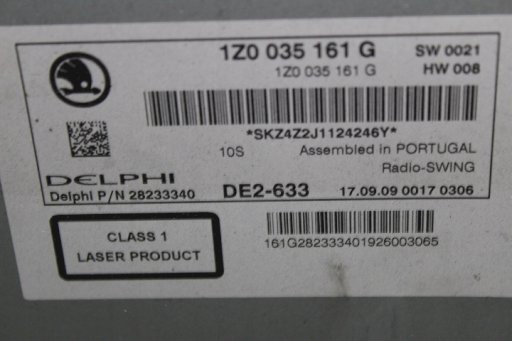 1Z0 035 161 G SW 0021
1Z0 035 161 G HW 008
*SKZ4Z2J1124246Y*
10S Assembled in PORTUGAL
Radio-SWING
DELPHI
Delphi P/N 28233340 DE2-633 17.09.09 0017 0306
CLASS 1
LASER PRODUCT
161G282333401926003065